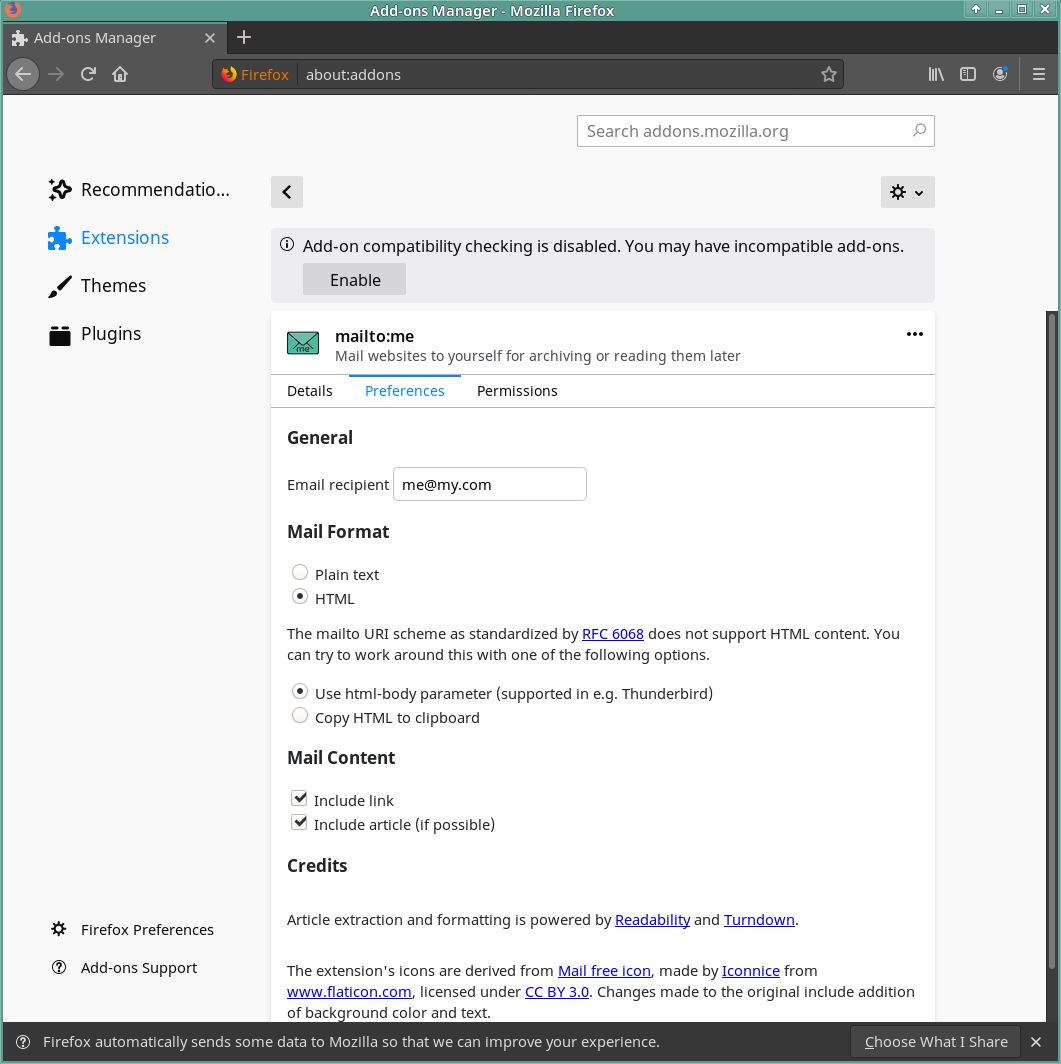 Add-ons Manager - Mozilla Firefox
Add-ons Manager
Firefox about:addons
Search addons.mozilla.org
Recommendatio...
Extensions
Themes
Plugins
Add-on compatibility checking is disabled. You may have incompatible add-ons.
Enable
me
mailto:me
Mail websites to yourself for archiving or reading them later
Details Preferences Permissions
General
Email recipient me@my.com
Mail Format
Plain text
HTML
The mailto URI scheme as standardized by RFC 6068 does not support HTML content. You
can try to work around this with one of the following options.
Use html-body parameter (supported in e.g. Thunderbird)
Copy HTML to clipboard
Mail Content
Include link
Include article (if possible)
Credits
Article extraction and formatting is powered by Readability and Turndown.
The extension's icons are derived from Mail free icon, made by Iconnice from
www.flaticon.com, licensed under CC BY 3.0. Changes made to the original include addition
of background color and text.
Firefox Preferences
Add-ons Support
Firefox automatically sends some data to Mozilla so that we can improve your experience.
Choose What I Share